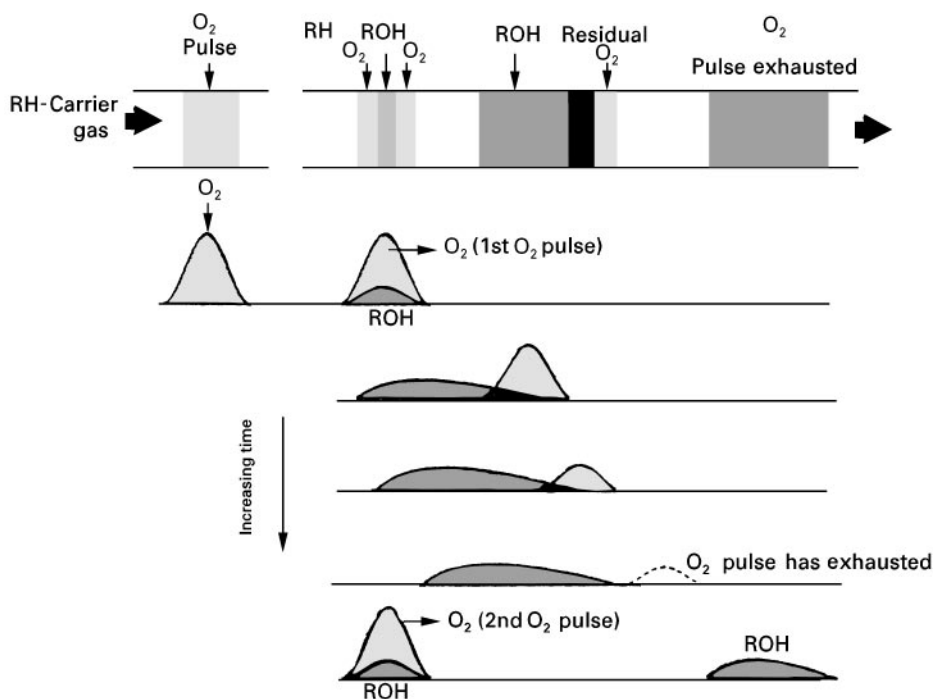 O₂
Pulse
RH
ROH
O₂
O₂
ROH
Residual
O₂
O₂
Pulse exhausted
RH-Carrier
gas
O₂
O₂ (1st O₂ pulse)
ROH
Increasing time
O₂ pulse has exhausted
O₂ (2nd O₂ pulse)
ROH
ROH